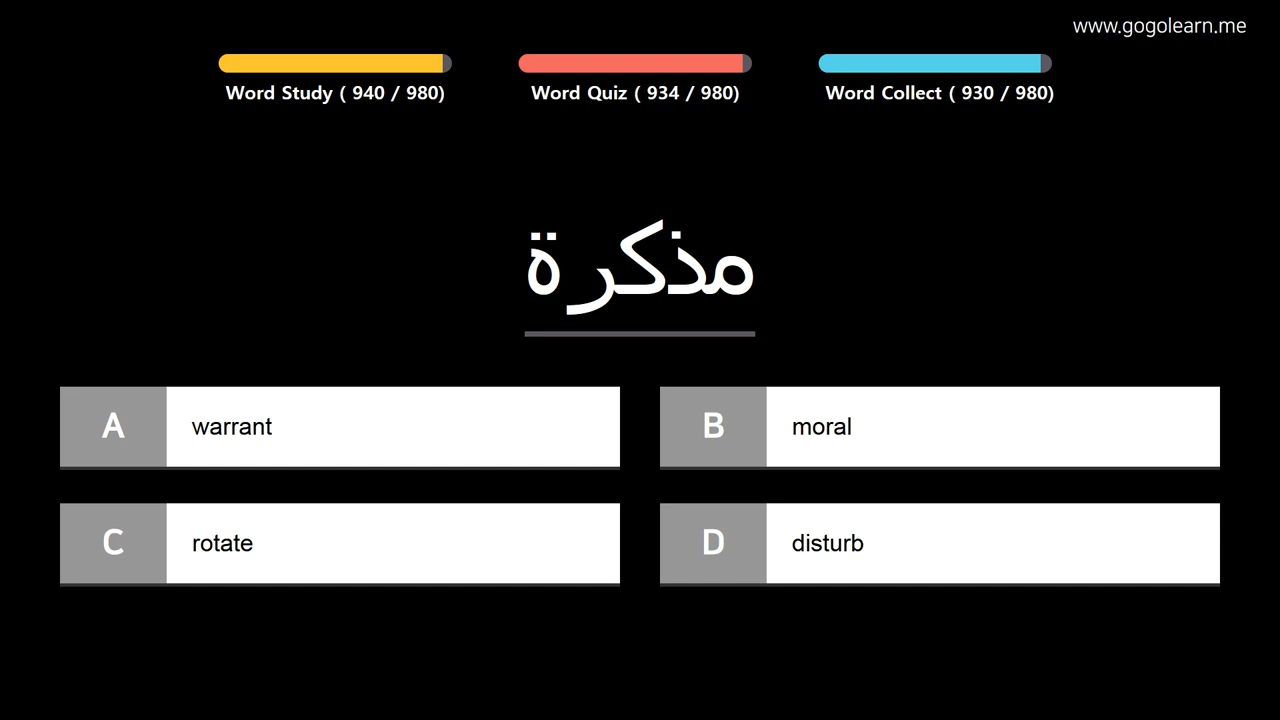 www.gogolearn.me
Word Study ( 940 / 980)
Word Quiz ( 934 / 980)
Word Collect ( 930 / 980)
مذكرة
A warrant
B moral
C rotate
D disturb